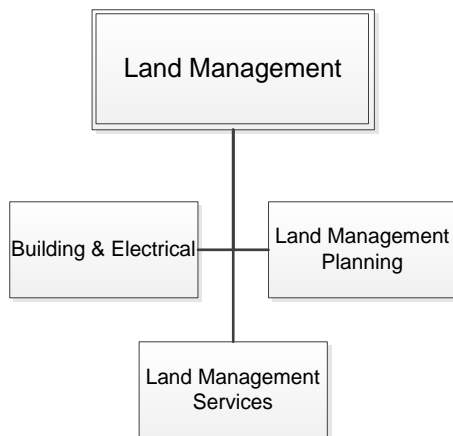 Land Management
Building & Electrical
Land Management
Planning
Land Management
Services